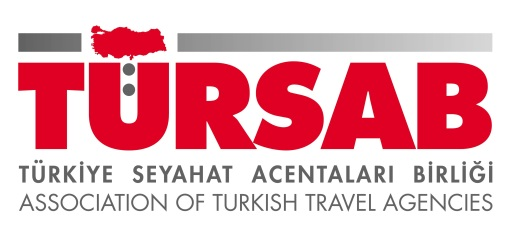 TÜRSAB
TÜRKİYE SEYAHAT ACENTALARI BİRLİĞİ
ASSOCIATION OF TURKISH TRAVEL AGENCIES